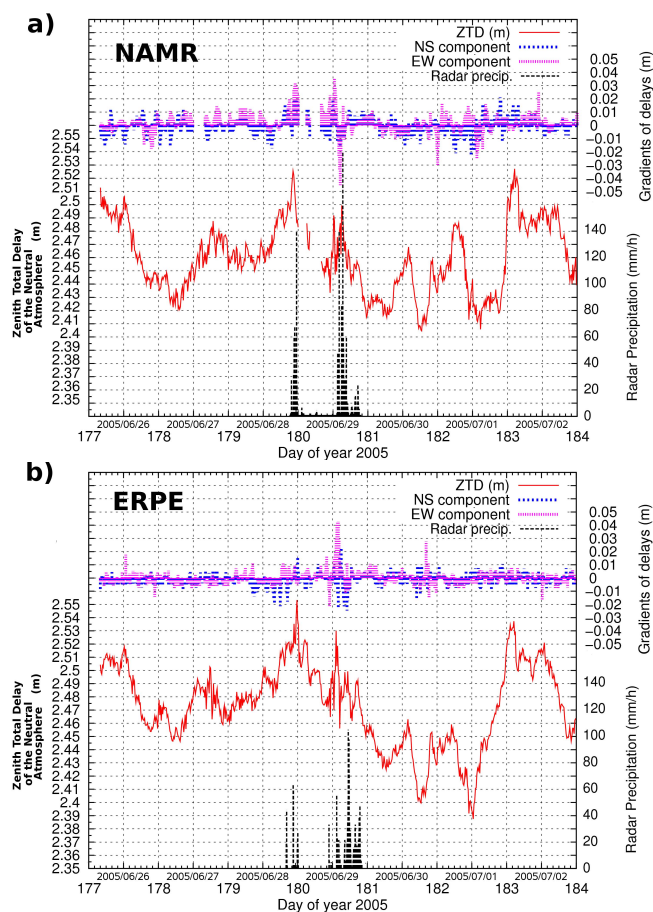 a)
NAMR
ZTD (m)
NS component
EW component
Radar precip.
0.05
0.04
0.03
0.02
0.01
0
−0.01
−0.02
−0.03
−0.04
−0.05
Gradients of delays (m)
2.55
2.54
2.53
2.52
2.51
2.5
2.49
2.48
2.47
2.46
2.45
2.44
2.43
2.42
2.41
2.4
2.39
2.38
2.37
2.36
2.35
Zenith Total Delay
of the Neutral (m)
Atmosphere
140
120
100
80
60
40
20
0
Radar Precipitation (mm/h)
2005/06/26 2005/06/27 2005/06/28 2005/06/29 2005/06/30 2005/07/01 2005/07/02
177 178 179 180 181 182 183 184
Day of year 2005
b)
ERPE
ZTD (m)
NS component
EW component
Radar precip.
0.05
0.04
0.03
0.02
0.01
0
−0.01
−0.02
−0.03
−0.04
−0.05
Gradients of delays (m)
2.55
2.54
2.53
2.52
2.51
2.5
2.49
2.48
2.47
2.46
2.45
2.44
2.43
2.42
2.41
2.4
2.39
2.38
2.37
2.36
2.35
Zenith Total Delay
of the Neutral (m)
Atmosphere
140
120
100
80
60
40
20
0
Radar Precipitation (mm/h)
2005/06/26 2005/06/27 2005/06/28 2005/06/29 2005/06/30 2005/07/01 2005/07/02
177 178 179 180 181 182 183 184
Day of year 2005